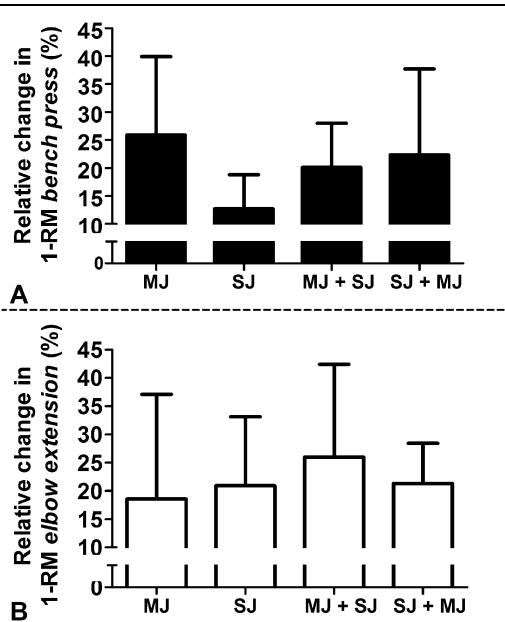 Relative change in
1-RM bench press (%)
45
40
35
30
25
20
15
10
0
MJ SJ MJ + SJ SJ + MJ
A
Relative change in
1-RM elbow extension (%)
45
40
35
30
25
20
15
10
0
MJ SJ MJ + SJ SJ + MJ
B